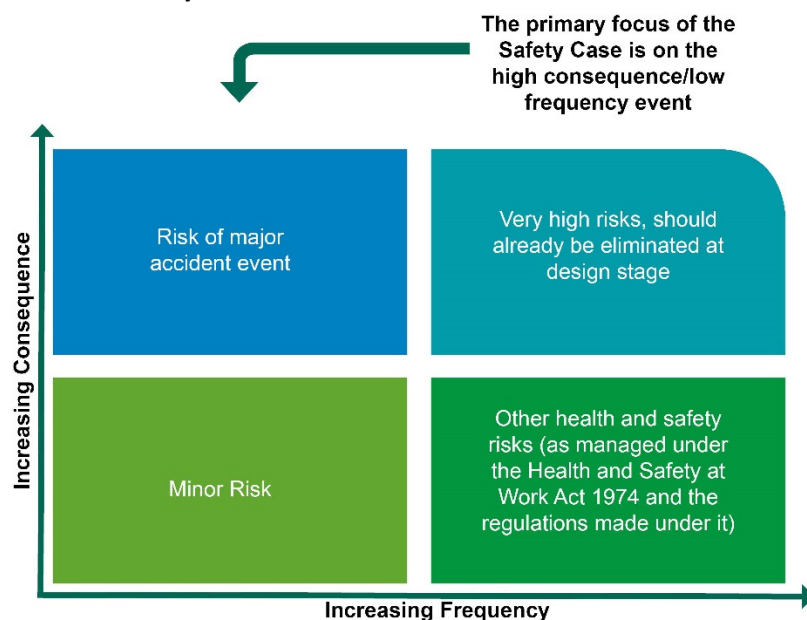 The primary focus of the
Safety Case is on the
high consequence/low
frequency event
Increasing Consequence
Risk of major
accident event
Very high risks, should
already be eliminated at
design stage
Minor Risk
Other health and safety
risks (as managed under
the Health and Safety at
Work Act 1974 and the
regulations made under it)
Increasing Frequency